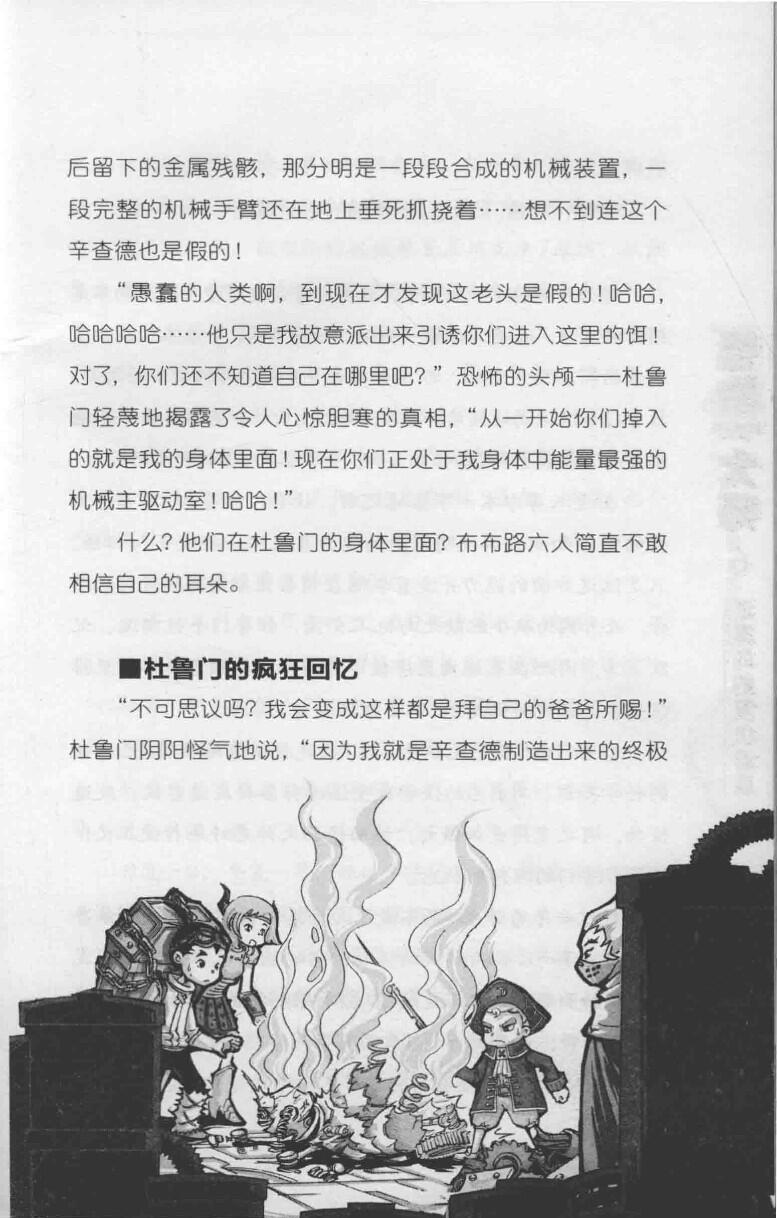 后留下的金属残骸，那分明是一段段合成的机械装置，一
段完整的机械手臂还在地上垂死抓挠着……想不到连这个
辛查德也是假的！
“愚蠢的人类啊，到现在才发现这老头是假的！哈哈，
哈哈哈哈……他只是我故意派出来引诱你们进入这里的饵！
对了，你们还不知道自己在哪里吧？”恐怖的头颅——杜鲁
门轻蔑地揭露了令人心惊胆寒的真相，“从一开始你们掉入
的就是我的身体里面！现在你们正处于我身体中能量最强的
机械主驱动室！哈哈！”
什么？他们在杜鲁门的身体里面？布布路六人简直不敢
相信自己的耳朵。
■杜鲁门的疯狂回忆
“不可思议吗？我会变成这样都是拜自己的爸爸所赐！”
杜鲁门阴阳怪气地说，“因为我就是辛查德制造出来的终极